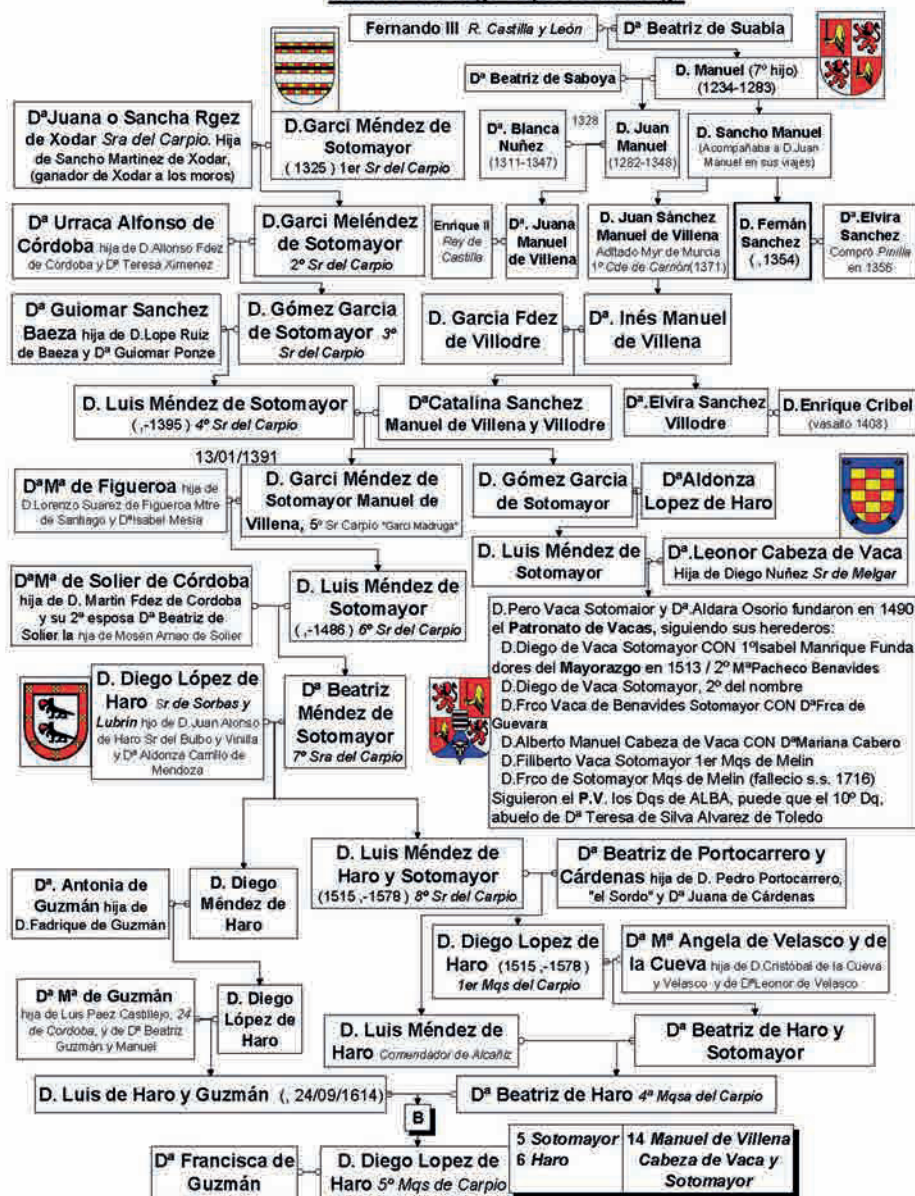 Fernando III R. Castilla y León
Dª Beatriz de Suabia
Dª Beatriz de Saboya
D. Manuel (7º hijo)
(1234-1283)
DªJuana o Sancha Rgez
de Xodar Sra del Carpio. Hija
de Sancho Martinez de Xodar,
(ganador de Xodar a los moros)
D.Garci Méndez de
Sotomayor
(1325) 1er Sr del Carpio
Dª. Blanca
Nuñez
(1311-1347)
1328
D. Juan
Manuel
(1282-1348)
D. Sancho Manuel
(Acompañaba a D.Juan
Manuel en sus viajes)
Dª Urraca Alfonso de
Córdoba hija de D.Alfonso Fdez
de Córdoba y Dª Teresa Ximenez
D.Garci Meléndez
de Sotomayor
2º Sr del Carpio
Enrique II
Rey de
Castilla
Dª. Juana
Manuel
de Villena
D. Juan Sánchez
Manuel de Villena
Adltado Myr de Murcia
1º Cde de Carrión(1371)
D. Fernán
Sanchez
(,1354)
Dª.Elvira
Sanchez
Compró Pinilla
en 1356
Dª Guiomar Sanchez
Baeza hija de D.Lope Ruiz
de Baeza y Dª Guiomar Ponze
D. Gómez Garcia
de Sotomayor 3º
Sr del Carpio
D. Garcia Fdez
de Villodre
Dª. Inés Manuel
de Villena
D. Luis Méndez de Sotomayor
(,-1395) 4º Sr del Carpio
DªCatalina Sanchez
Manuel de Villena y Villodre
Dª.Elvira Sanchez
Villodre
D.Enrique Cribel
(vasallo 1408)
13/01/1391
DªMª de Figueroa hija de
D.Lorenzo Suarez de Figueroa Mtre
de Santiago y DªIsabel Mesia
D. Garci Méndez de
Sotomayor Manuel de
Villena, 5º Sr Carpio "Garci Madruga"
D. Gómez Garcia
de Sotomayor
DªAldonza
Lopez de Haro
D. Luis Méndez de
Sotomayor
Dª.Leonor Cabeza de Vaca
Hija de Diego Nuñez Sr de Melgar
DªMª de Solier de Córdoba
hija de D. Martin Fdez de Cordoba
y su 2ª esposa Dª Beatriz de
Solier la hja de Mosén Arnao de Solier
D. Luis Méndez de
Sotomayor
(,-1486) 6º Sr del Carpio
D.Pero Vaca Sotomaior y Dª.Aldara Osorio fundaron en 1490
el Patronato de Vacas, siguiendo sus herederos:
D.Diego de Vaca Sotomayor CON 1ºIsabel Manrique Funda
dores del Mayorazgo en 1513 / 2º MªPacheco Benavides
D.Diego de Vaca Sotomayor, 2º del nombre
D.Frco Vaca de Benavides Sotomayor CON DªFrca de
Guevara
D.Alberto Manuel Cabeza de Vaca CON DªMariana Cabero
D.Filiberto Vaca Sotomayor 1er Mqs de Melin
D.Frco de Sotomayor Mqs de Melin (fallecio s.s. 1716)
Siguieron el P.V. los Dqs de ALBA, puede que el 10º Dq,
abuelo de Dª Teresa de Silva Alvarez de Toledo
D. Diego López de
Haro Sr de Sorbas y
Lubrin hjo de D.Juan Alonso
de Haro Sr del Bulbo y Vinilla
y Dª Aldonza Carrillo de
Mendoza
Dª Beatriz
Méndez de
Sotomayor
7º Sra del Carpio
Dª. Antonia de
Guzmán hija de
D.Fadrique de Guzmán
D. Diego
Méndez de
Haro
D. Luis Méndez de
Haro y Sotomayor
(1515,-1578) 8º Sr del Carpio
Dª Beatriz de Portocarrero y
Cárdenas hija de D. Pedro Portocarrero,
"el Sordo" y Dª Juana de Cárdenas
D. Diego Lopez de
Haro (1515,-1578)
1er Mqs del Carpio
Dª Mª Angela de Velasco y de
la Cueva hija de D.Cristóbal de la Cueva
y Velasco y de DªLeonor de Velasco
Dª Mª de Guzmán
hija de Luis Paez Castillejo, 24
de Cordoba, y de Dª Beatriz
Guzmán y Manuel
D. Diego
López de
Haro
D. Luis Méndez de
Haro Comendador de Alcañiz
Dª Beatriz de Haro y
Sotomayor
D. Luis de Haro y Guzmán (, 24/09/1614)
Dª Beatriz de Haro 4ª Mqsa del Carpio
B
Dª Francisca de
Guzmán
D. Diego Lopez de
Haro 5º Mqs de Carpio
5 Sotomayor
6 Haro
14 Manuel de Villena
Cabeza de Vaca y
Sotomayor